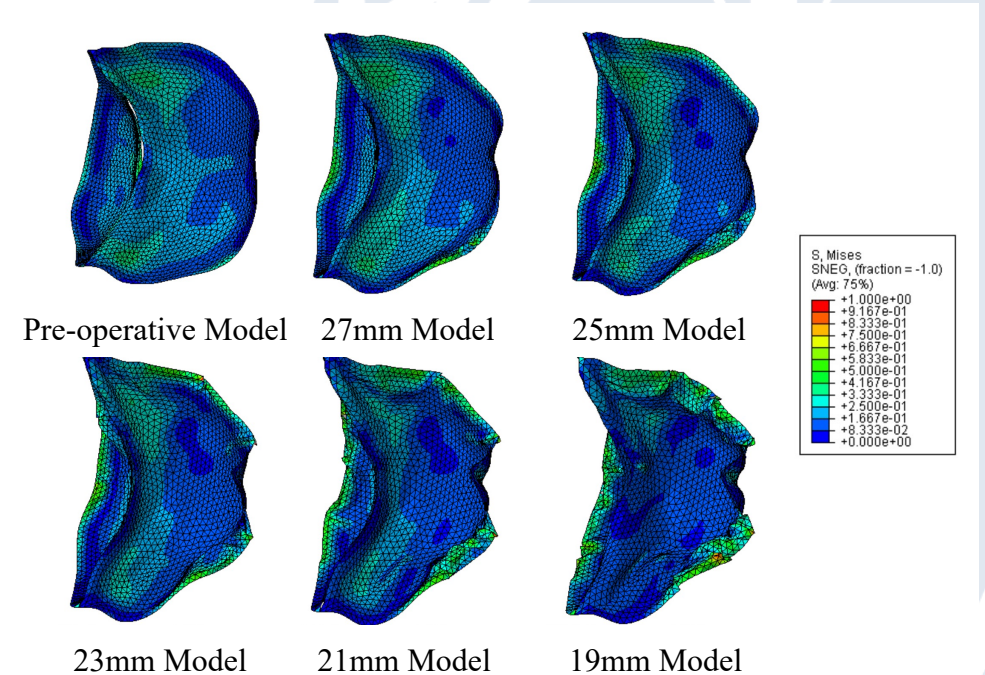 Pre-operative Model
27mm Model
25mm Model
S, Mises
SNEG, (fraction = -1.0)
(Avg: 75%)
+1.000e+00
+9.167e-01
+8.333e-01
+7.500e-01
+6.667e-01
+5.833e-01
+5.000e-01
+4.167e-01
+3.333e-01
+2.500e-01
+1.667e-01
+8.333e-02
+0.000e+00
23mm Model
21mm Model
19mm Model